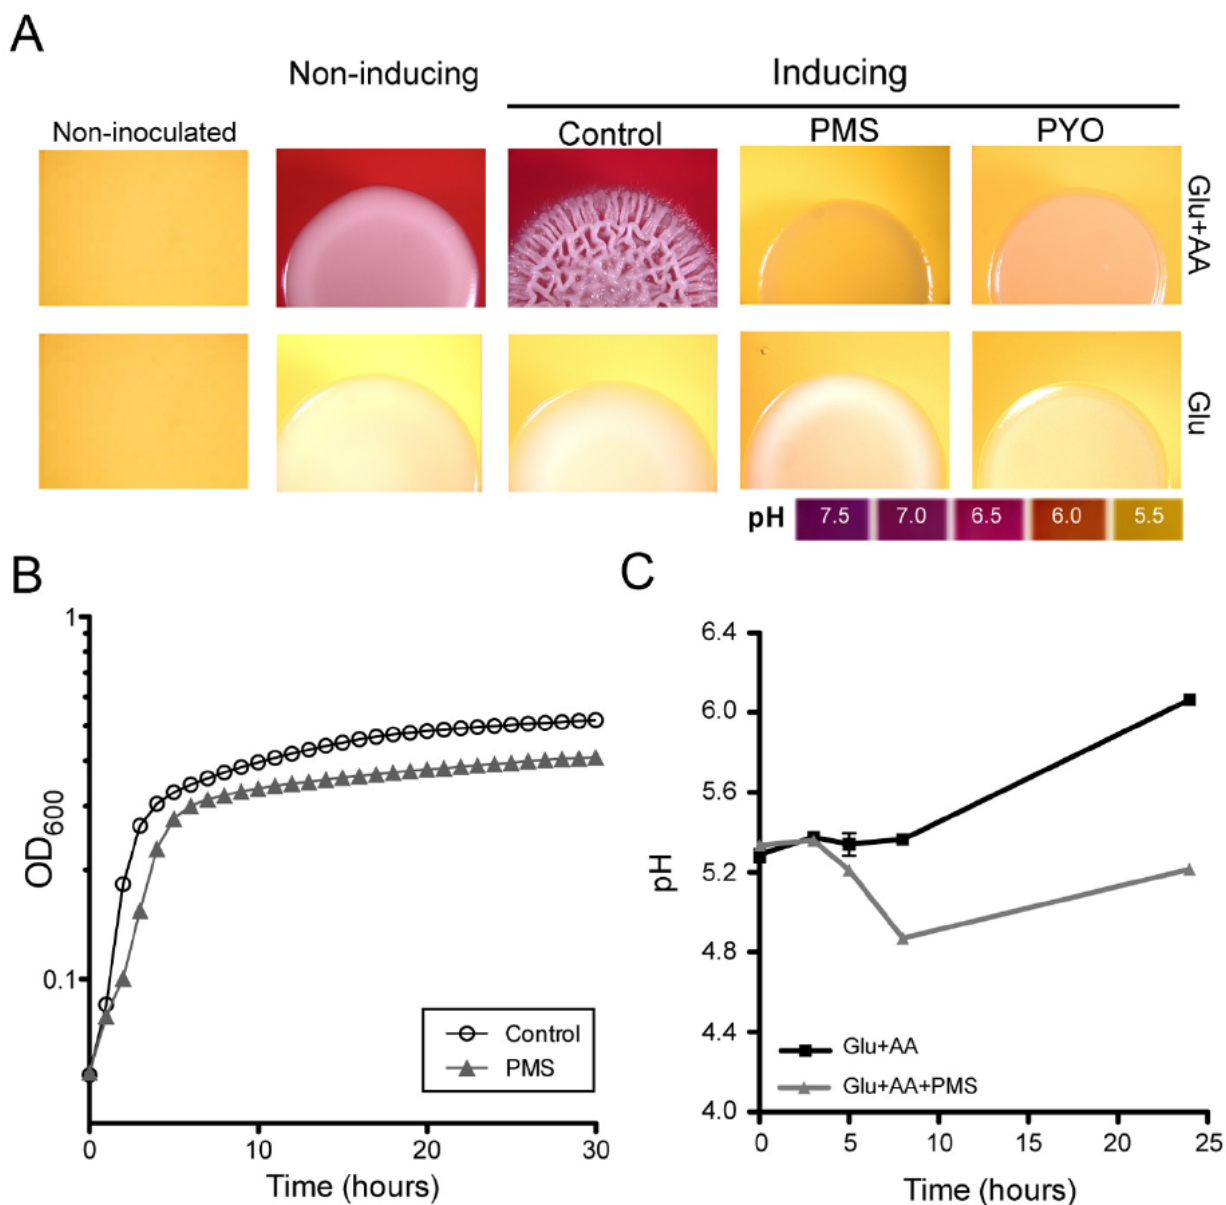 A
Non-inducing
Inducing
Non-inoculated
Control
PMS
PYO
Glu+AA
Glu
pH 7.5 7.0 6.5 6.0 5.5
B
1
0.1
OD600
0 10 20 30
Time (hours)
Control
PMS
C
6.4
6.0
5.6
5.2
4.8
4.4
4.0
pH
0 5 10 15 20 25
Time (hours)
Glu+AA
Glu+AA+PMS